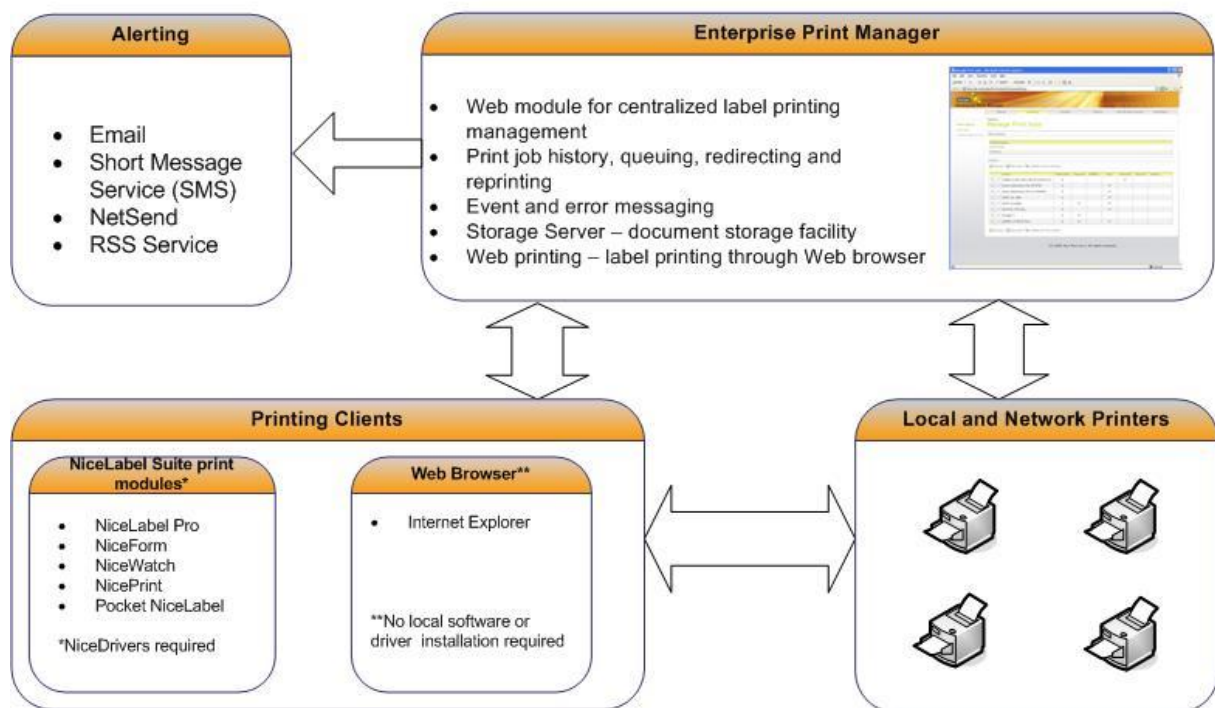 Alerting
• Email
• Short Message
Service (SMS)
• NetSend
• RSS Service
Enterprise Print Manager
• Web module for centralized label printing
management
• Print job history, queuing, redirecting and
reprinting
• Event and error messaging
• Storage Server – document storage facility
• Web printing – label printing through Web browser
Printing Clients
NiceLabel Suite print
modules*
• NiceLabel Pro
• NiceForm
• NiceWatch
• NicePrint
• Pocket NiceLabel
*NiceDrivers required
Web Browser**
• Internet Explorer
**No local software or
driver installation required
Local and Network Printers